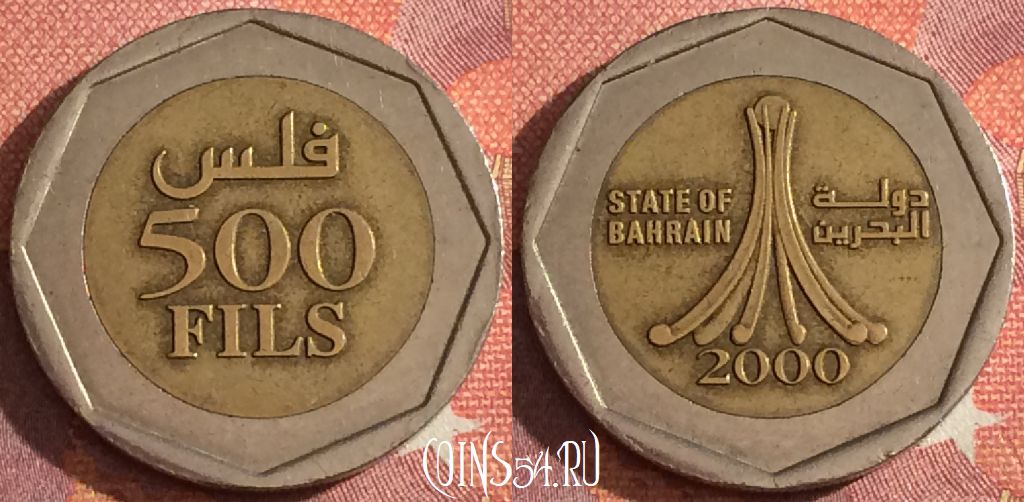 فلس
500
FILS
STATE OF
BAHRAIN
دولة
البحرين
2000
COINS54.RU